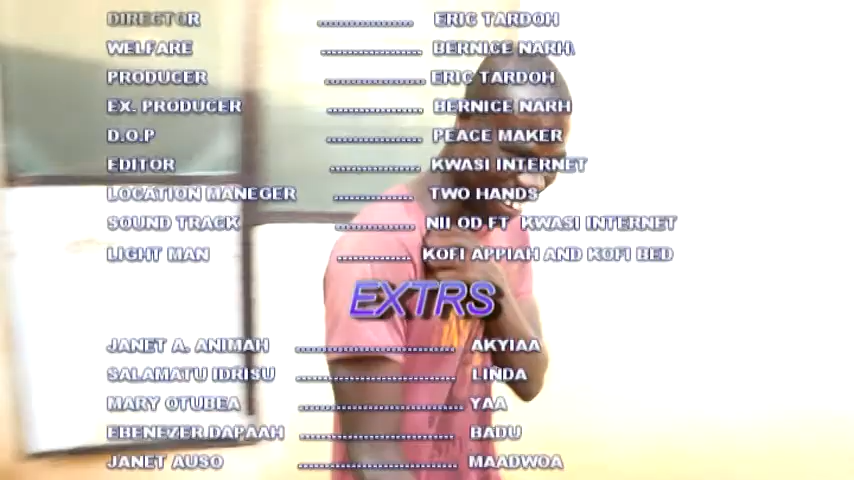 DIRECTOR ................. ERIC TARDOH
WELFARE .................. BERNICE NARH
PRODUCER .................. ERIC TARDOH
EX. PRODUCER ................. BERNICE NARH
D.O.P ................. PEACE MAKER
EDITOR ................ KWASI INTERNET
LOCATION MANEGER .............. TWO HANDS
SOUND TRACK .............. NII OD FT KWASI INTERNET
LIGHT MAN ............. KOFI APPIAH AND KOFI BED
EXTRS
JANET A. ANIMAH ............................ AKYIAA
SALAMATU IDRISU ............................ LINDA
MARY OTUBEA ............................. YAA
EBENEZER.DAPAAH ........................... BADU
JANET AUSO ............................ MAADWOA